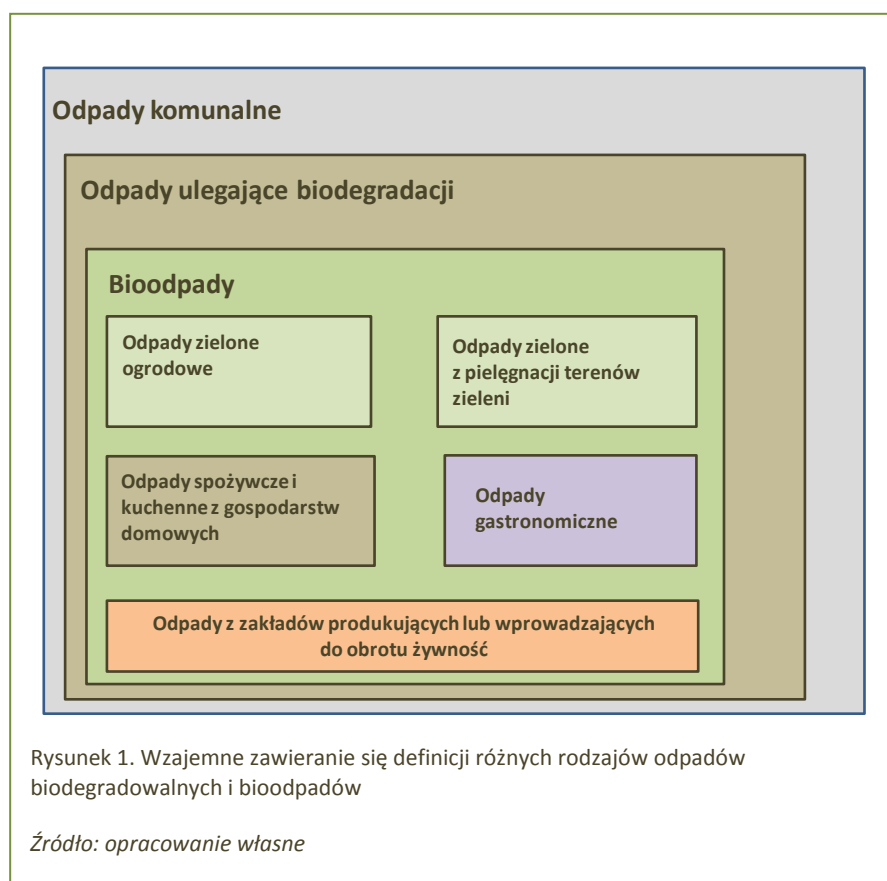 Odpady komunalne
Odpady ulegające biodegradacji
Bioodpady
Odpady zielone
ogrodowe
Odpady zielone
z pielęgnacji terenów
zieleni
Odpady spożywcze i
kuchenne z gospodarstw
domowych
Odpady
gastronomiczne
Odpady z zakładów produkujących lub wprowadzających
do obrotu żywność
Rysunek 1. Wzajemne zawieranie się definicji różnych rodzajów odpadów
biodegradowalnych i bioodpadów
Źródło: opracowanie własne